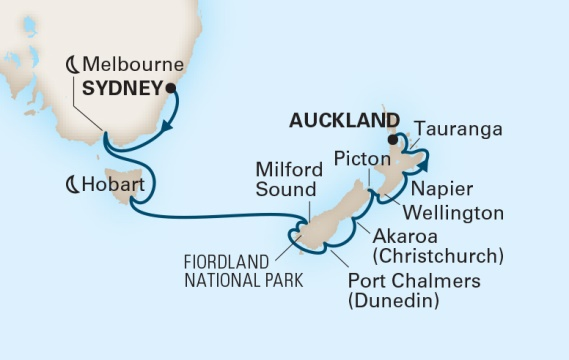 Melbourne
SYDNEY
Hobart
AUCKLAND
Tauranga
Picton
Milford
Sound
Napier
Wellington
Akaroa
(Christchurch)
FIORDLAND
NATIONAL PARK
Port Chalmers
(Dunedin)